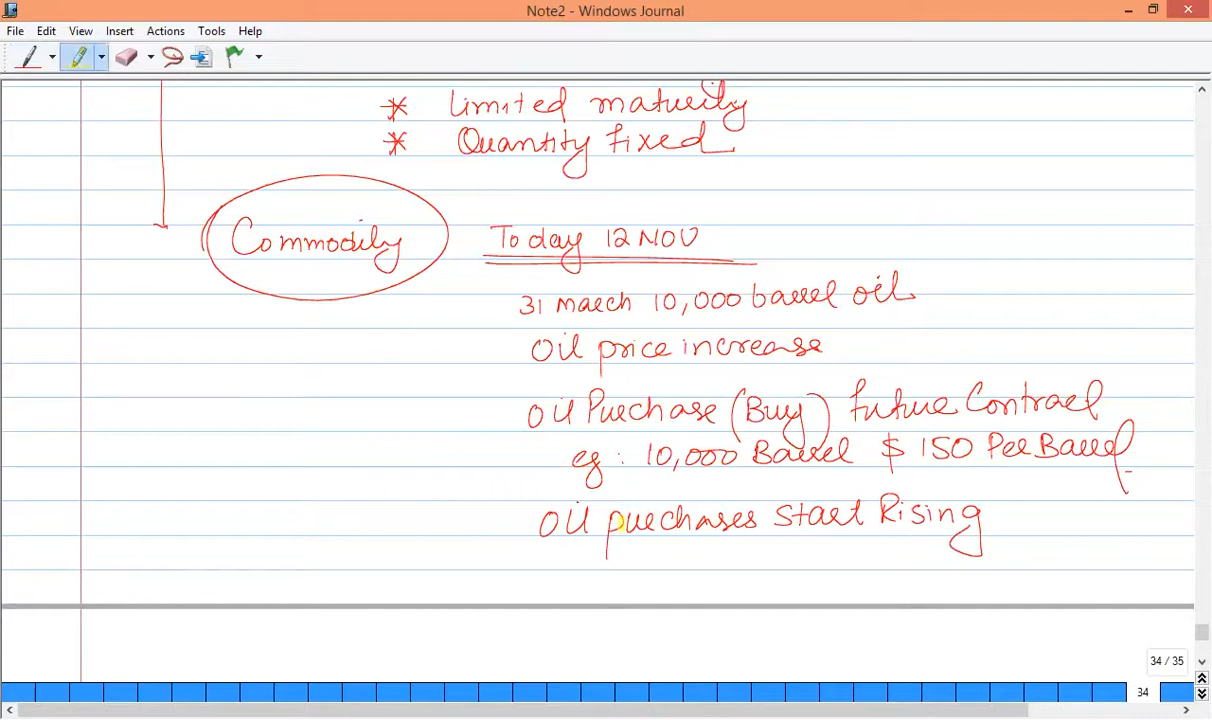 Note2 - Windows Journal
File Edit View Insert Actions Tools Help
* Limited maturity
* Quantity fixed
Commodity
Today 12 NOV
31 march 10,000 barrel oil
Oil price increase
Oil Purchase (Buy) future Contract
eg: 10,000 Barrel $ 150 Per Barrel
Oil purchases Start Rising
34 / 35
34